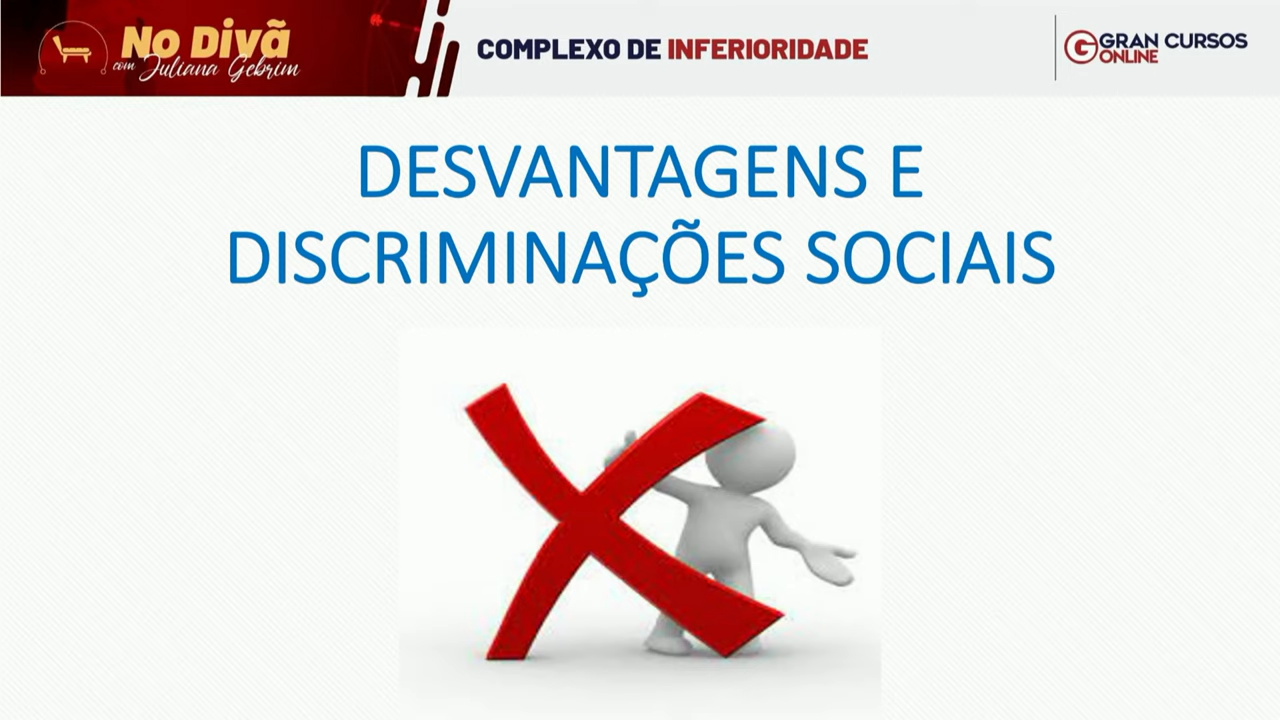 No Divã
com Juliana Gebrim
COMPLEXO DE INFERIORIDADE
G GRAN CURSOS
ONLINE
DESVANTAGENS E
DISCRIMINAÇÕES SOCIAIS